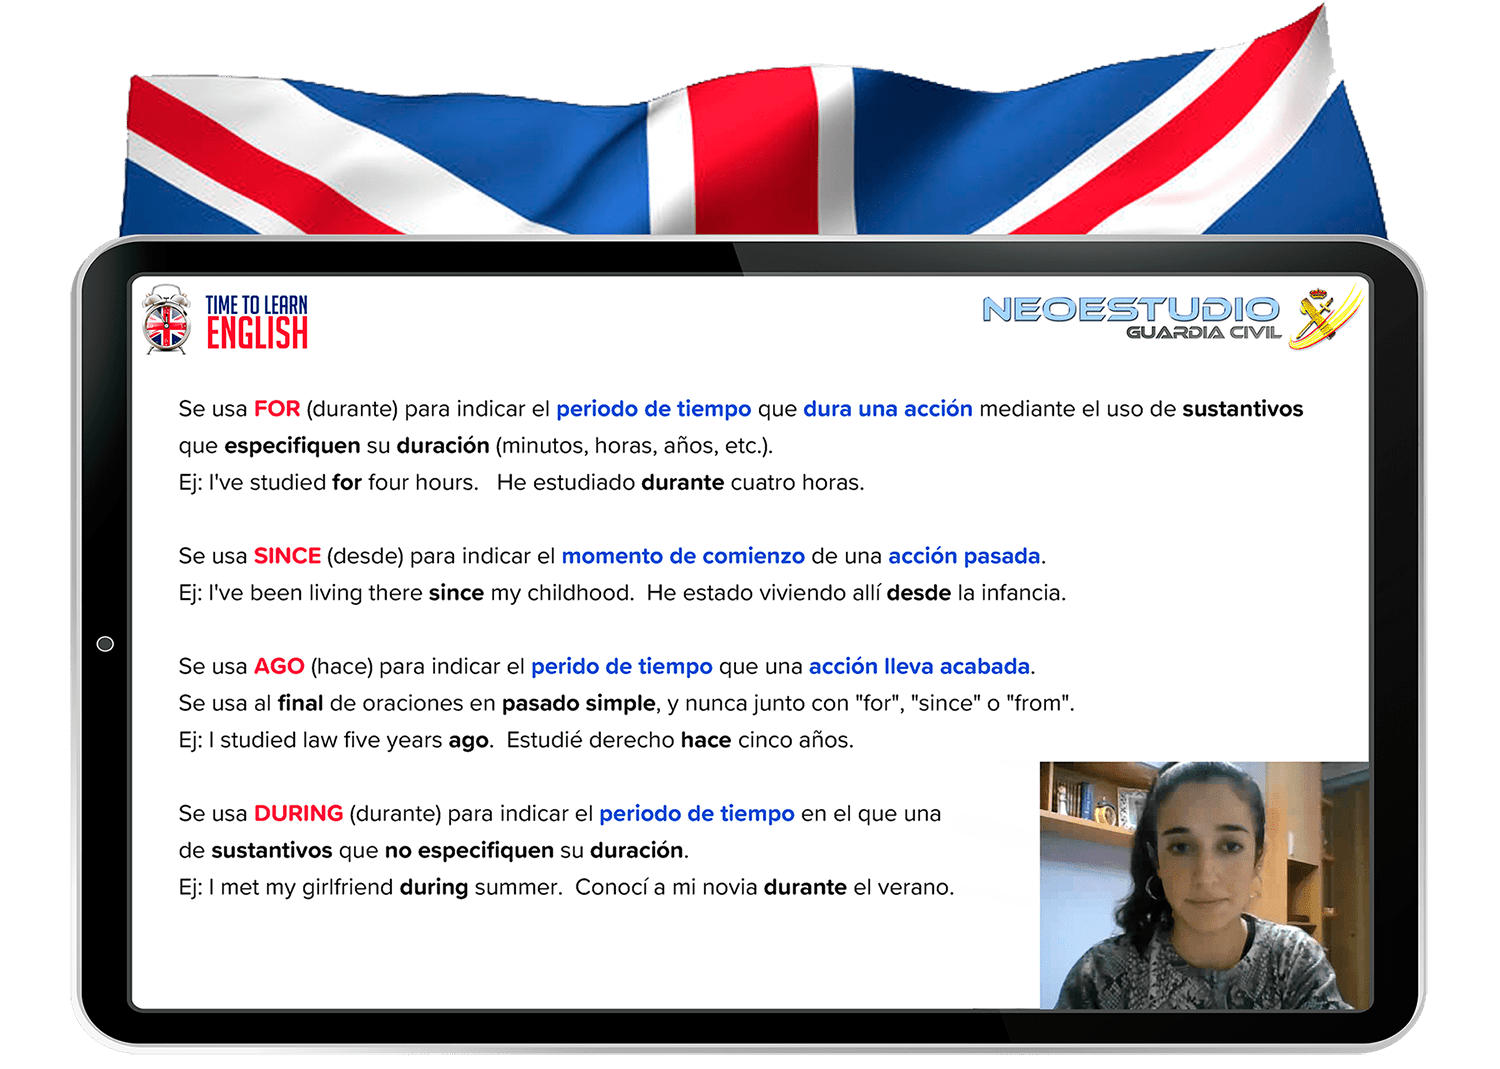 TIME TO LEARN
ENGLISH
NEOESTUDIO
GUARDIA CIVIL
Se usa FOR (durante) para indicar el periodo de tiempo que dura una acción mediante el uso de sustantivos
que especifiquen su duración (minutos, horas, años, etc.).
Ej: I've studied for four hours. He estudiado durante cuatro horas.
Se usa SINCE (desde) para indicar el momento de comienzo de una acción pasada.
Ej: I've been living there since my childhood. He estado viviendo allí desde la infancia.
Se usa AGO (hace) para indicar el perido de tiempo que una acción lleva acabada.
Se usa al final de oraciones en pasado simple, y nunca junto con "for", "since" o "from".
Ej: I studied law five years ago. Estudié derecho hace cinco años.
Se usa DURING (durante) para indicar el periodo de tiempo en el que una
de sustantivos que no especifiquen su duración.
Ej: I met my girlfriend during summer. Conocí a mi novia durante el verano.